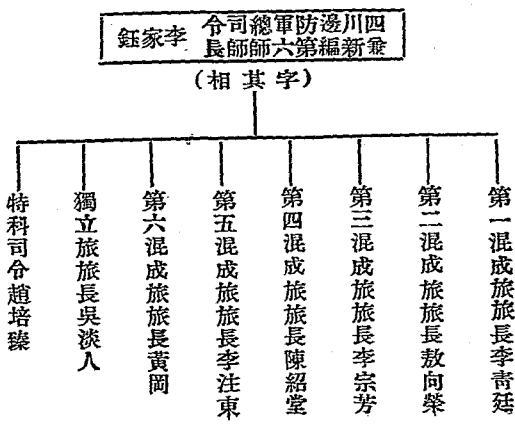 四川邊防軍總司令
兼新編第六師師長
李家鈺
(字其相)
第一混成旅旅長李青廷
第二混成旅旅長敖向榮
第三混成旅旅長李宗芳
第四混成旅旅長陳紹堂
第五混成旅旅長李注東
第六混成旅旅長黃岡
獨立旅旅長吳淡人
特科司令趙培臻